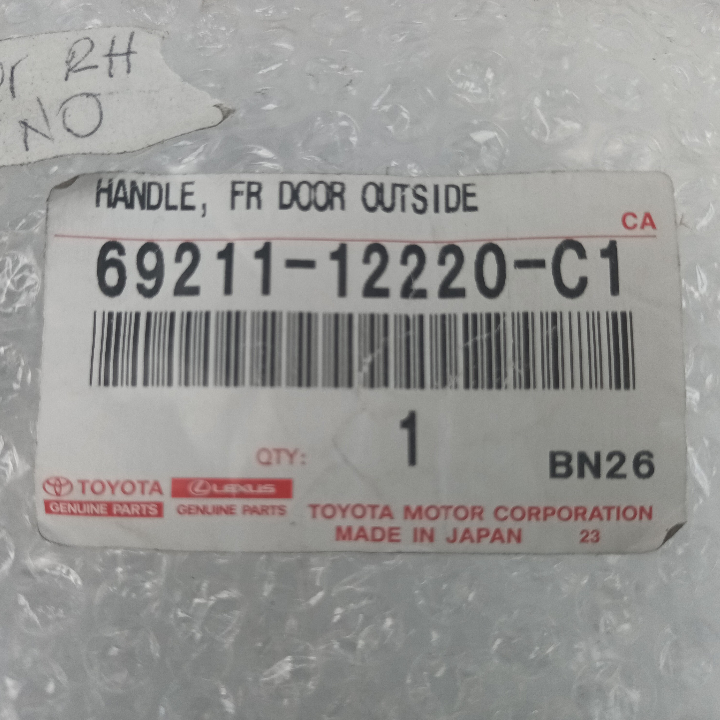 RH
NO
HANDLE, FR DOOR OUTSIDE
CA
69211-12220-C1
QTY: 1
BN26
TOYOTA LEXUS
GENUINE PARTS GENUINE PARTS
TOYOTA MOTOR CORPORATION
MADE IN JAPAN 23